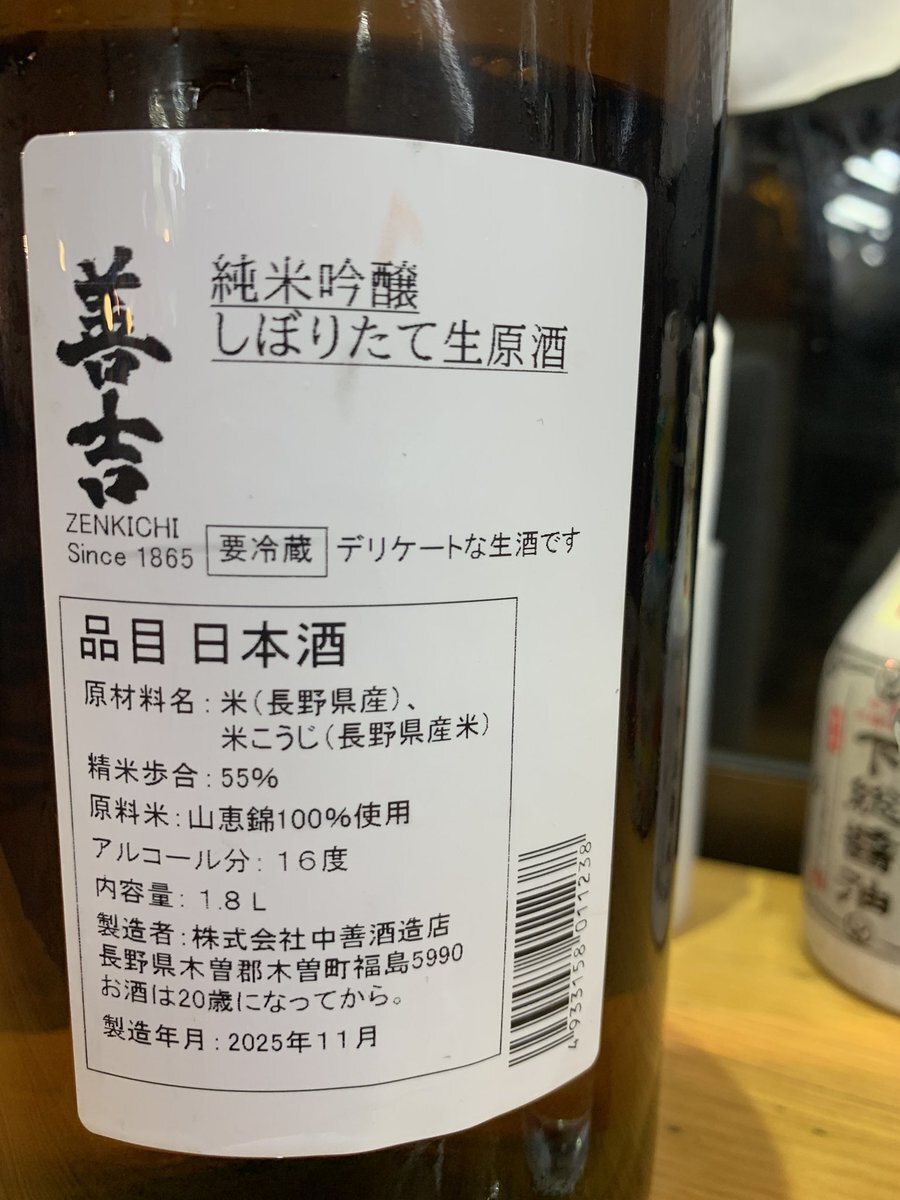 善吉
ZENKICHI
Since 1865
純米吟醸
しぼりたて生原酒
要冷蔵 デリケートな生酒です
品目 日本酒
原材料名：米（長野県産）、
米こうじ（長野県産米）
精米歩合：55%
原料米：山恵錦100％使用
アルコール分：16度
内容量：1.8L
製造者：株式会社中善酒造店
長野県木曽郡木曽町福島5990
お酒は20歳になってから。
製造年月：2025年11月
4933158011238
下総醤油